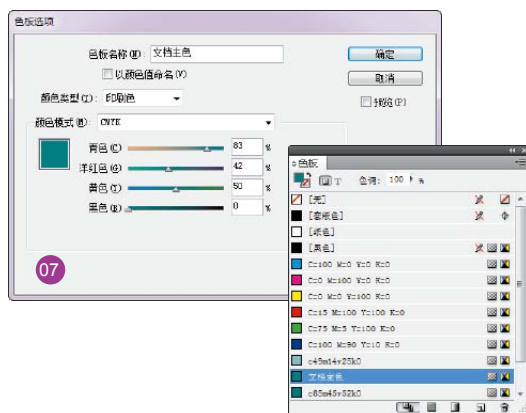 色板选项
色板名称(W): 文档主色
以颜色值命名(V)
颜色类型(T): 印刷色
颜色模式(M): CMYK
青色(C) 83 %
洋红色(G) 42 %
黄色(Y) 50 %
黑色(B) 0 %
确定
取消
预览(P)
07
色板
T 色调: 100 %
[无]
[套版色]
[纸色]
[黑色]
C=100 M=0 Y=0 K=0
C=0 M=100 Y=0 K=0
C=0 M=0 Y=100 K=0
C=15 M=100 Y=100 K=0
C=75 M=5 Y=100 K=0
C=100 M=90 Y=10 K=0
c45m14y25k0
文档主色
c85m45y52k0